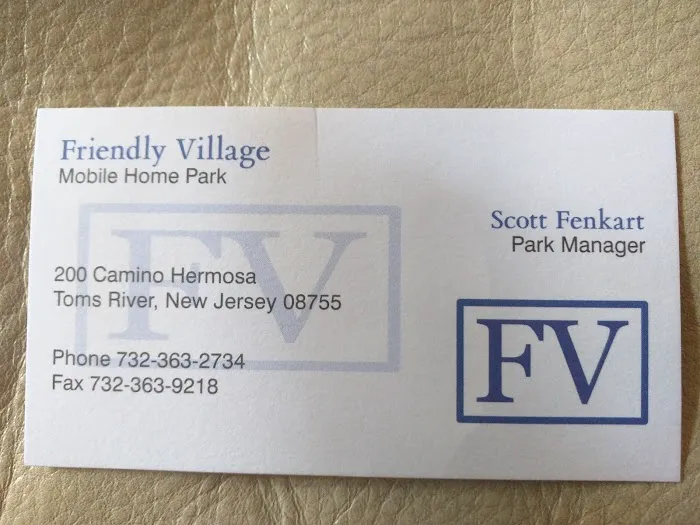 Friendly Village
Mobile Home Park
FV
Scott Fenkart
Park Manager
200 Camino Hermosa
Toms River, New Jersey 08755
Phone 732-363-2734
Fax 732-363-9218
FV